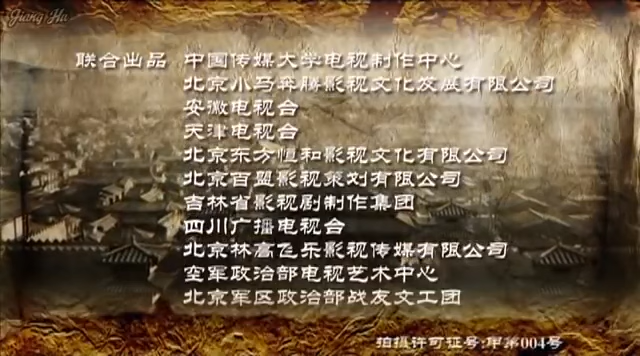 Jiang Hu
联合出品 中国传媒大学电视制作中心
北京小马奔腾影视文化发展有限公司
安徽电视台
天津电视台
北京东方恒和影视文化有限公司
北京百盟影视策划有限公司
吉林省影视剧制作集团
四川广播电视台
北京林高飞乐影视传媒有限公司
空军政治部电视艺术中心
北京军区政治部战友文工团
拍摄许可证号:甲第004号